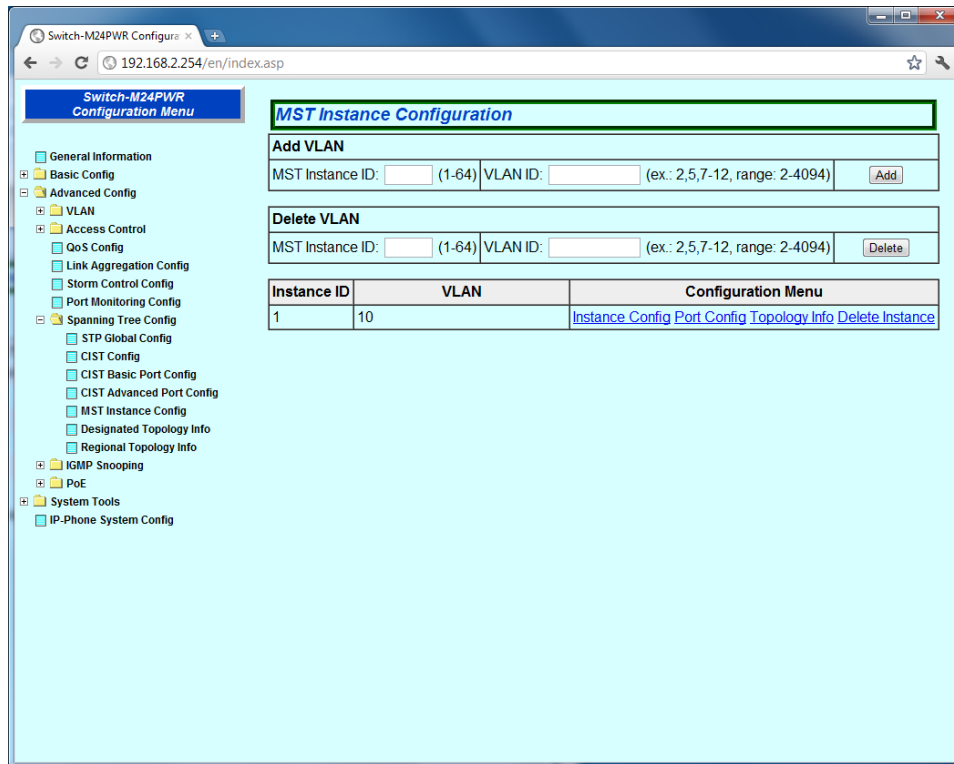 Switch-M24PWR Configura
192.168.2.254/en/index.asp
Switch-M24PWR
Configuration Menu
General Information
Basic Config
Advanced Config
VLAN
Access Control
QoS Config
Link Aggregation Config
Storm Control Config
Port Monitoring Config
Spanning Tree Config
STP Global Config
CIST Config
CIST Basic Port Config
CIST Advanced Port Config
MST Instance Config
Designated Topology Info
Regional Topology Info
IGMP Snooping
PoE
System Tools
IP-Phone System Config
MST Instance Configuration
Add VLAN
MST Instance ID: (1-64) VLAN ID: (ex.: 2,5,7-12, range: 2-4094) Add
Delete VLAN
MST Instance ID: (1-64) VLAN ID: (ex.: 2,5,7-12, range: 2-4094) Delete
Instance ID VLAN Configuration Menu
1 10 Instance Config Port Config Topology Info Delete Instance